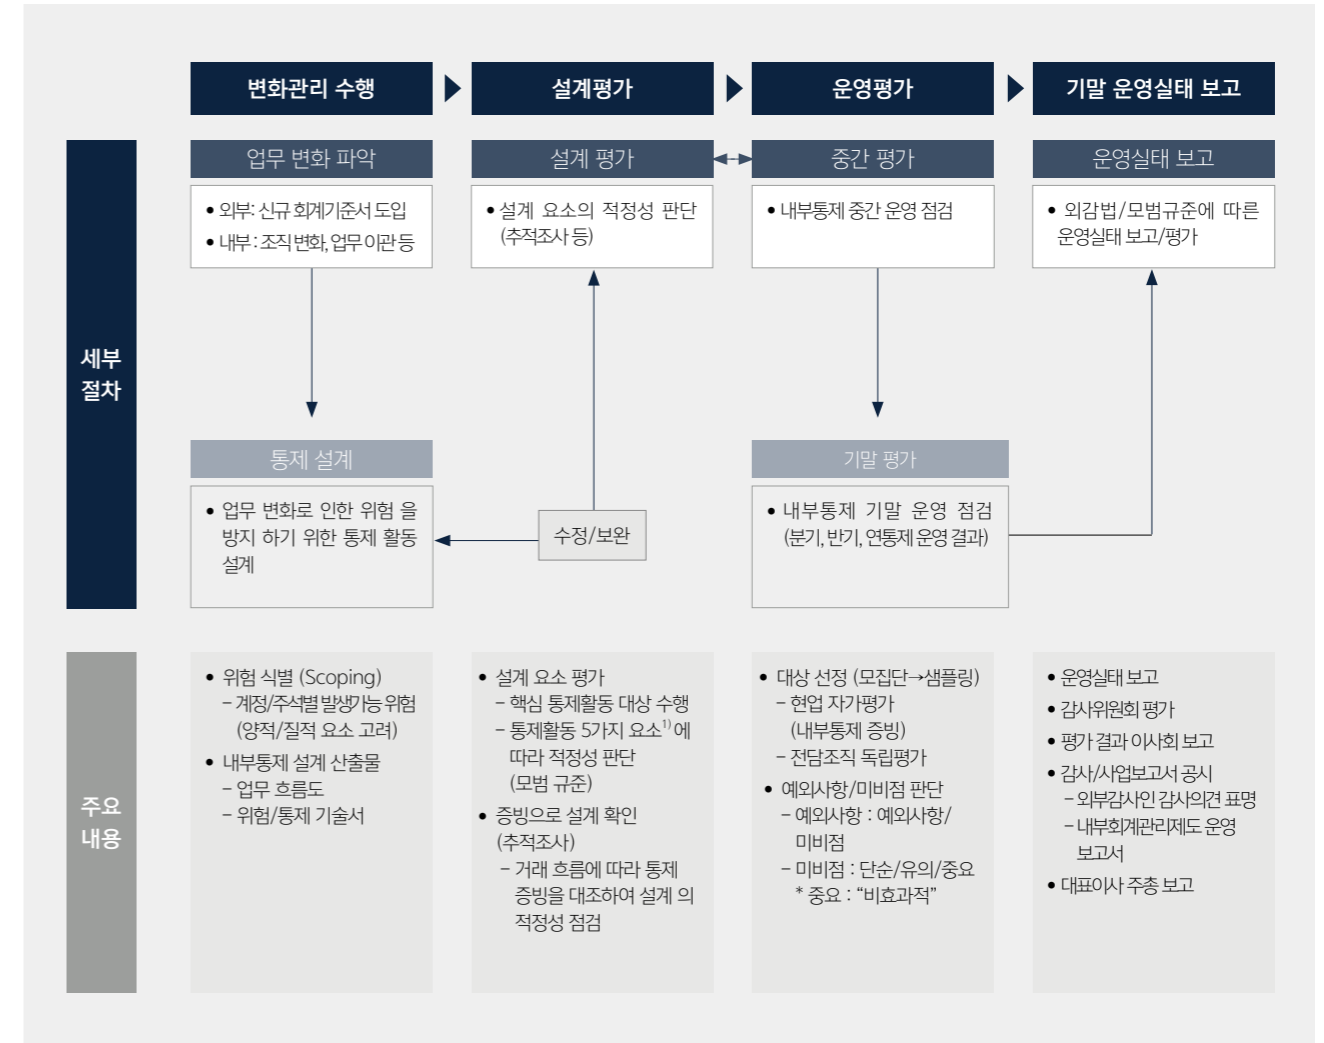 변화관리 수행
설계평가
운영평가
기말 운영실태 보고
세부
절차
업무 변화 파악
• 외부: 신규 회계기준서 도입
• 내부 : 조직 변화, 업무 이관 등
설계 평가
• 설계 요소의 적정성 판단
(추적조사 등)
중간 평가
• 내부통제 중간 운영 점검
운영실태 보고
• 외감법/모범규준에 따른
운영실태 보고/평가
통제 설계
• 업무 변화로 인한 위험 을
방지 하기 위한 통제 활동
설계
수정/보완
기말 평가
• 내부통제 기말 운영 점검
(분기, 반기, 연통제 운영 결과)
주요
내용
• 위험 식별 (Scoping)
– 계정/주석별 발생가능 위험
(양적/질적 요소 고려)
• 내부통제 설계 산출물
– 업무 흐름도
– 위험/통제 기술서
• 설계 요소 평가
– 핵심 통제활동 대상 수행
– 통제활동 5가지 요소1) 에
따라 적정성 판단
(모범 규준)
• 증빙으로 설계 확인
(추적조사)
– 거래 흐름에 따라 통제
증빙을 대조하여 설계 의
적정성 점검
• 대상 선정 (모집단→샘플링)
– 현업 자가평가
(내부통제 증빙)
– 전담조직 독립평가
• 예외사항/미비점 판단
– 예외사항 : 예외사항/
미비점
– 미비점 : 단순/유의/중요
* 중요 : “비효과적”
• 운영실태 보고
• 감사위원회 평가
• 평가 결과 이사회 보고
• 감사/사업보고서 공시
– 외부감사인 감사의견 표명
– 내부회계관리제도 운영
보고서
• 대표이사 주총 보고